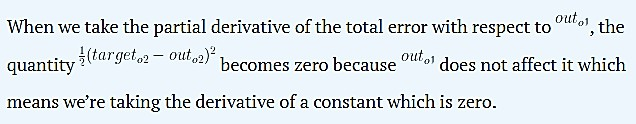 When we take the partial derivative of the total error with respect to out_{o1}, the
quantity \frac{1}{2}(target_{o2} − out_{o2})^2 becomes zero because out_{o1} does not affect it which
means we're taking the derivative of a constant which is zero.